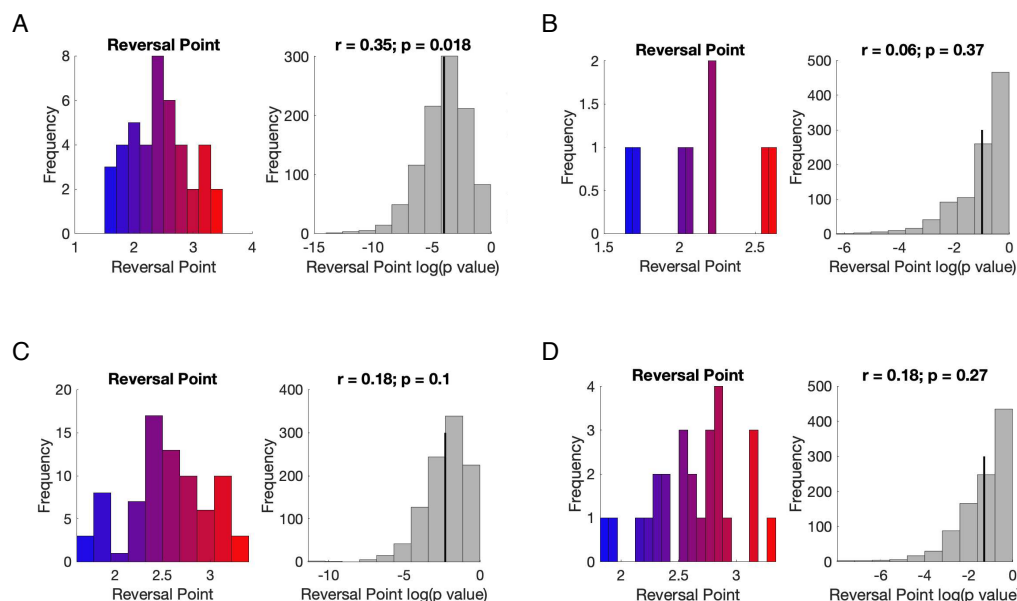 A
Reversal Point
Frequency
8
6
4
2
0
1
2
3
4
Reversal Point
r = 0.35; p = 0.018
Frequency
300
200
100
0
-15
-10
-5
0
Reversal Point log(p value)
B
Reversal Point
Frequency
2
1.5
1
0.5
0
1.5
2
2.5
Reversal Point
r = 0.06; p = 0.37
Frequency
500
400
300
200
100
0
-6
-4
-2
0
Reversal Point log(p value)
C
Reversal Point
Frequency
20
15
10
5
0
2
2.5
3
Reversal Point
r = 0.18; p = 0.1
Frequency
400
300
200
100
0
-10
-5
0
Reversal Point log(p value)
D
Reversal Point
Frequency
4
3
2
1
0
2
2.5
3
Reversal Point
r = 0.18; p = 0.27
Frequency
500
400
300
200
100
0
-6
-4
-2
0
Reversal Point log(p value)